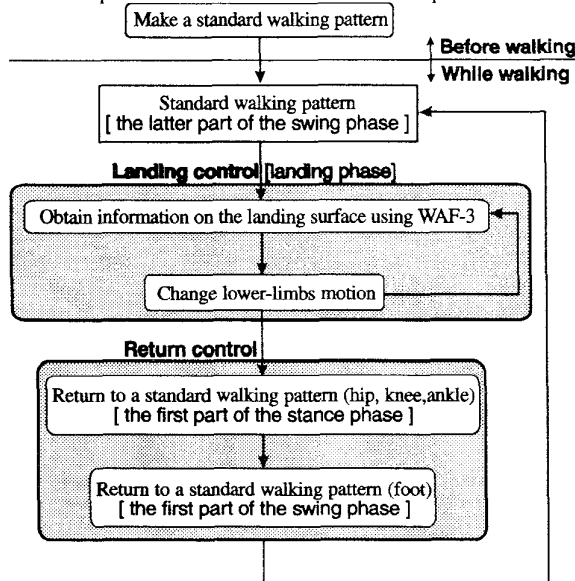 Make a standard walking pattern
Before walking
While walking
Standard walking pattern
[ the latter part of the swing phase ]
Landing control [landing phase]
Obtain information on the landing surface using WAF-3
Change lower-limbs motion
Return control
Return to a standard walking pattern (hip, knee,ankle)
[ the first part of the stance phase ]
Return to a standard walking pattern (foot)
[ the first part of the swing phase ]